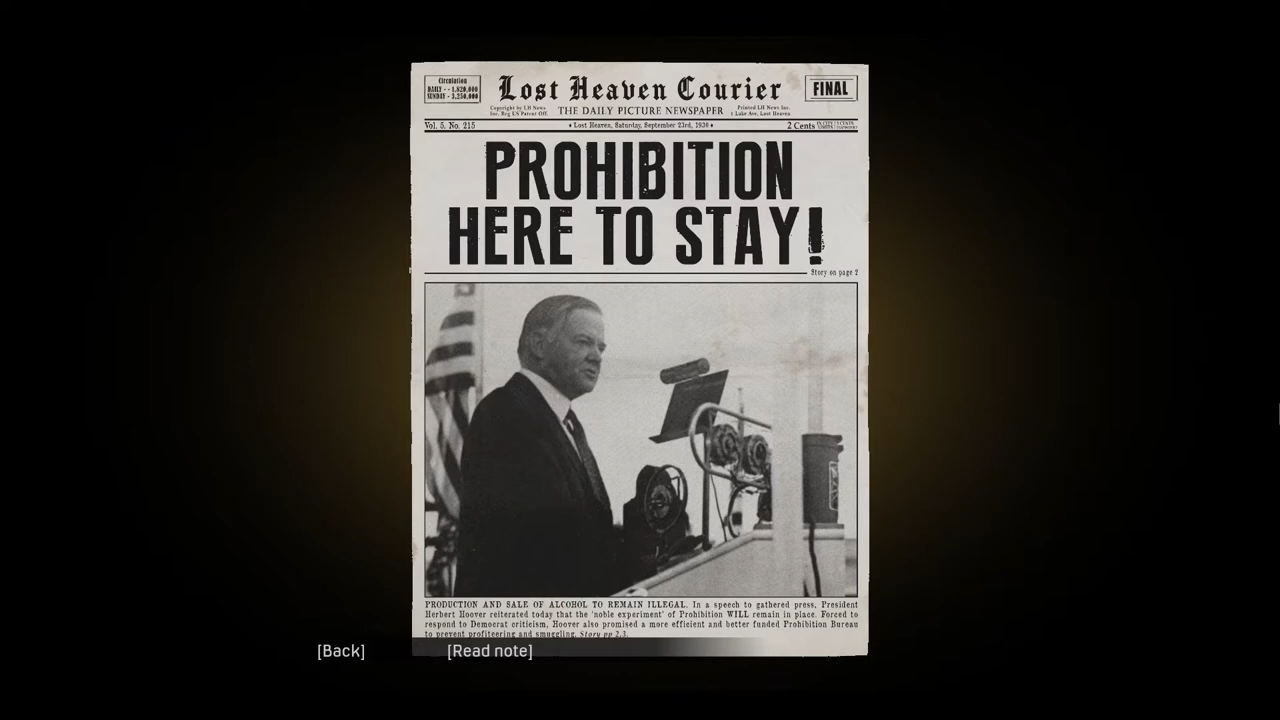 Circulation
DAILY - - 1,820,000
SUNDAY - 3,250,000
Lost Heaven Courier
FINAL
Copyright by LH News
Inc. Reg US Patent Off.
THE DAILY PICTURE NEWSPAPER
Printed LH News Inc.
1 Lake Ave, Lost Heaven
Vol. 5, No. 215
♦ Lost Heaven, Saturday, September 23rd, 1930 ♦
2 Cents
PROHIBITION
HERE TO STAY!
Story on page 2
PRODUCTION AND SALE OF ALCOHOL TO REMAIN ILLEGAL. In a speech to gathered press, President
Herbert Hoover reiterated today that the 'noble experiment' of Prohibition WILL remain in place. Forced to
respond to Democrat criticism, Hoover also promised a more efficient and better funded Prohibition Bureau
to prevent profiteering and smuggling. Story pp 2,3.
[Back]
[Read note]